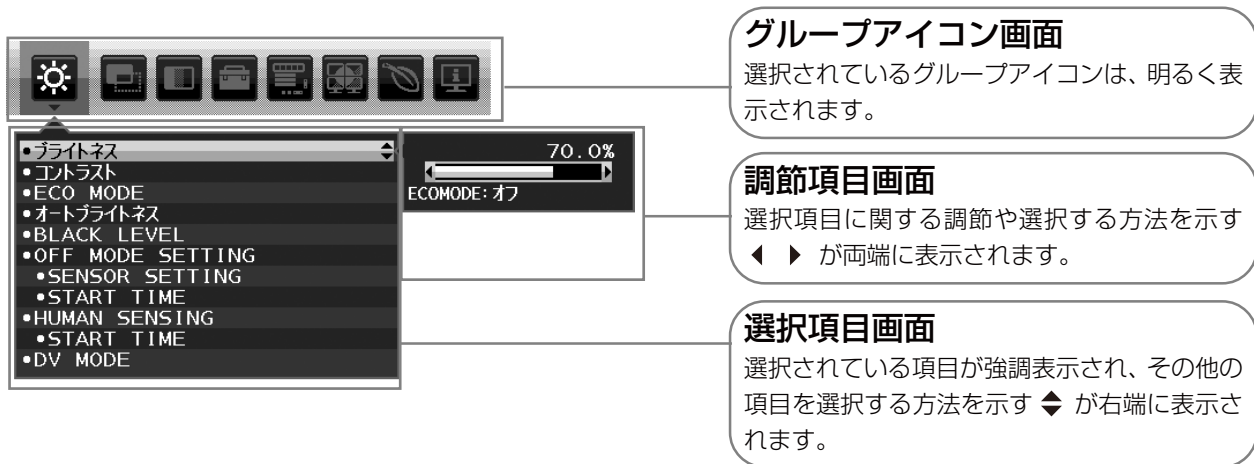 グループアイコン画面
選択されているグループアイコンは、明るく表
示されます。
•ブライトネス
•コントラスト
•ECO MODE
•オートブライトネス
•BLACK LEVEL
•OFF MODE SETTING
•SENSOR SETTING
•START TIME
•HUMAN SENSING
•START TIME
•DV MODE
70.0%
ECOMODE:オフ
調節項目画面
選択項目に関する調節や選択する方法を示す
が両端に表示されます。
選択項目画面
選択されている項目が強調表示され、その他の
項目を選択する方法を示す が右端に表示さ
れます。